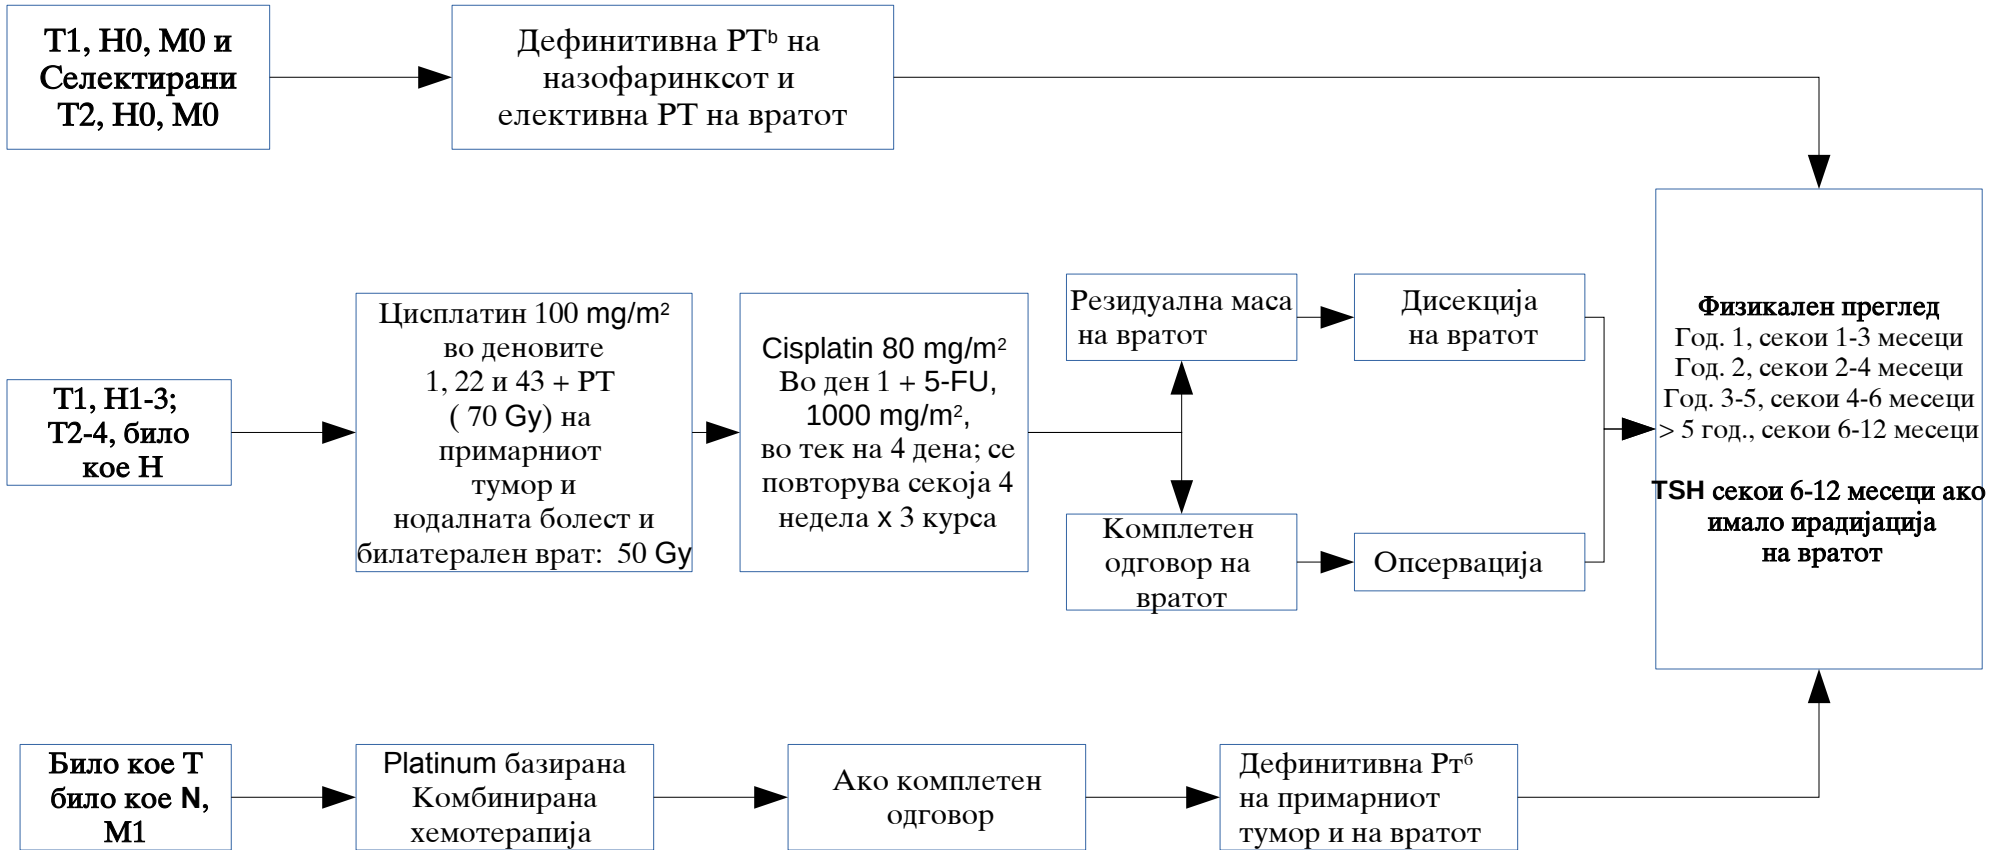 Т1, Н0, М0 и
Селектирани
Т2, Н0, М0
Дефинитивна РТᵇ на
назофаринксот и
елективна РТ на вратот
Т1, Н1-3;
Т2-4, било
кое Н
Цисплатин 100 mg/m²
во деновите
1, 22 и 43 + РТ
( 70 Gy) на
примарниот
тумор и
нодалната болест и
билатерален врат: 50 Gy
Cisplatin 80 mg/m²
Во ден 1 + 5-FU,
1000 mg/m²,
во тек на 4 дена; се
повторува секоја 4
недела x 3 курса
Резидуална маса
на вратот
Дисекција
на вратот
Комплетен
одговор на
вратот
Опсервација
Физикален преглед
Год. 1, секои 1-3 месеци
Год. 2, секои 2-4 месеци
Год. 3-5, секои 4-6 месеци
> 5 год., секои 6-12 месеци
TSH секои 6-12 месеци ако
имало ирадијација
на вратот
Било кое Т
било кое N,
М1
Platinum базирана
Комбинирана
хемотерапија
Ако комплетен
одговор
Дефинитивна Ртᵟ
на примарниот
тумор и на вратот